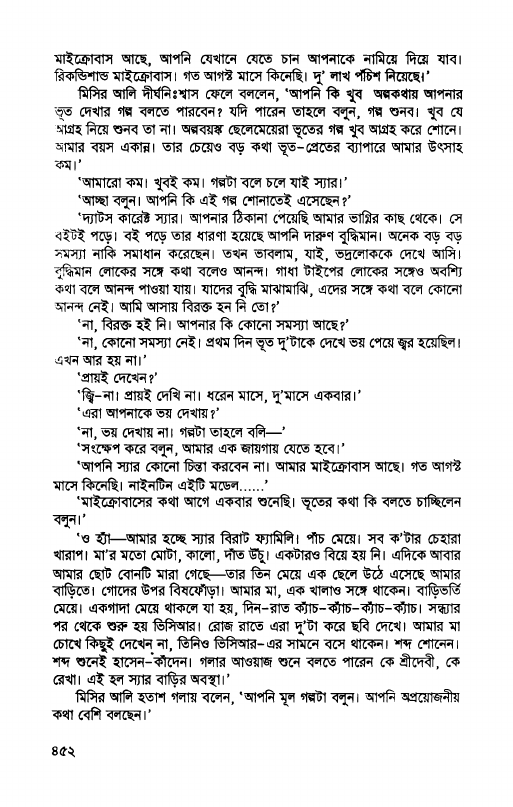 মাইক্রোবাস আছে, আপনি যেখানে যেতে চান আপনাকে নামিয়ে দিয়ে যাব।
রিকন্ডিশান্ড মাইক্রোবাস। গত আগস্ট মাসে কিনেছি। দু' লাখ পঁচিশ নিয়েছে।'
মিসির আলি দীর্ঘনিঃশ্বাস ফেলে বললেন, 'আপনি কি খুব অল্পকথায় আপনার
ভূত দেখার গল্প বলতে পারবেন? যদি পারেন তাহলে বলুন, গল্প শুনব। খুব যে
আগ্রহ নিয়ে শুনব তা না। অল্পবয়স্ক ছেলেমেয়েরা ভূতের গল্প খুব আগ্রহ করে শোনে।
আমার বয়স একান্ন। তার চেয়েও বড় কথা ভূত-প্রেতের ব্যাপারে আমার উৎসাহ
কম।'
'আমারো কম। খুবই কম। গল্পটা বলে চলে যাই স্যার।'
'আচ্ছা বলুন। আপনি কি এই গল্প শোনাতেই এসেছেন?'
'দ্যাটস কারেক্ট স্যার। আপনার ঠিকানা পেয়েছি আমার ভাগ্নির কাছ থেকে। সে
বইটই পড়ে। বই পড়ে তার ধারণা হয়েছে আপনি দারুণ বুদ্ধিমান। অনেক বড় বড়
সমস্যা নাকি সমাধান করেছেন। তখন ভাবলাম, যাই, ভদ্রলোককে দেখে আসি।
বুদ্ধিমান লোকের সঙ্গে কথা বলেও আনন্দ। গাধা টাইপের লোকের সঙ্গেও অবশ্যি
কথা বলে আনন্দ পাওয়া যায়। যাদের বুদ্ধি মাঝামাঝি, এদের সঙ্গে কথা বলে কোনো
আনন্দ নেই। আমি আসায় বিরক্ত হন নি তো?'
'না, বিরক্ত হই নি। আপনার কি কোনো সমস্যা আছে?'
'না, কোনো সমস্যা নেই। প্রথম দিন ভূত দু'টাকে দেখে ভয় পেয়ে জ্বর হয়েছিল।
এখন আর হয় না।'
'প্রায়ই দেখেন?'
'জ্বি-না। প্রায়ই দেখি না। ধরেন মাসে, দু'মাসে একবার।'
'এরা আপনাকে ভয় দেখায়?'
'না, ভয় দেখায় না। গল্পটা তাহলে বলি—'
'সংক্ষেপ করে বলুন, আমার এক জায়গায় যেতে হবে।'
'আপনি স্যার কোনো চিন্তা করবেন না। আমার মাইক্রোবাস আছে। গত আগস্ট
মাসে কিনেছি। নাইনটিন এইটি মডেল......'
'মাইক্রোবাসের কথা আগে একবার শুনেছি। ভূতের কথা কি বলতে চাচ্ছিলেন
বলুন।'
'ও হ্যাঁ—আমার হচ্ছে স্যার বিরাট ফ্যামিলি। পাঁচ মেয়ে। সব ক'টার চেহারা
খারাপ। মা'র মতো মোটা, কালো, দাঁত উঁচু। একটারও বিয়ে হয় নি। এদিকে আবার
আমার ছোট বোনটি মারা গেছে—তার তিন মেয়ে এক ছেলে উঠে এসেছে আমার
বাড়িতে। গোদের উপর বিষফোঁড়া। আমার মা, এক খালাও সঙ্গে থাকেন। বাড়িভর্তি
মেয়ে। একগাদা মেয়ে থাকলে যা হয়, দিন-রাত ক্যাঁচ-ক্যাঁচ-ক্যাঁচ-ক্যাঁচ। সন্ধ্যার
পর থেকে শুরু হয় ভিসিআর। রোজ রাতে এরা দু'টা করে ছবি দেখে। আমার মা
চোখে কিছুই দেখেন না, তিনিও ভিসিআর-এর সামনে বসে থাকেন। শব্দ শোনেন।
শব্দ শুনেই হাসেন-কাঁদেন। গলার আওয়াজ শুনে বলতে পারেন কে শ্রীদেবী, কে
রেখা। এই হল স্যার বাড়ির অবস্থা।'
মিসির আলি হতাশ গলায় বলেন, 'আপনি মূল গল্পটা বলুন। আপনি অপ্রয়োজনীয়
কথা বেশি বলছেন।'
৪৫২